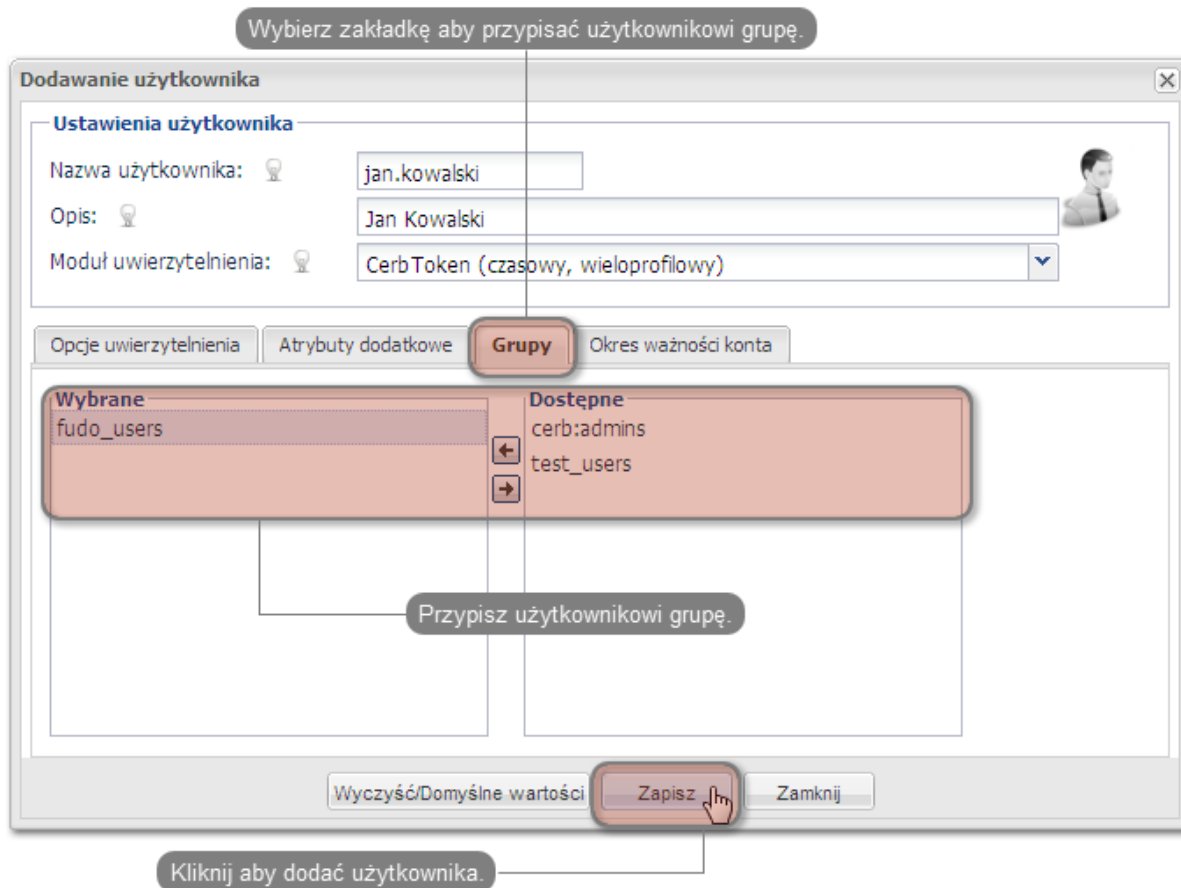 Wybierz zakładkę aby przypisać użytkownikowi grupę.
Dodawanie użytkownika
Ustawienia użytkownika
Nazwa użytkownika: jan.kowalski
Opis: Jan Kowalski
Moduł uwierzytelnienia: CerbToken (czasowy, wieloprofilowy)
Opcje uwierzytelnienia Atrybuty dodatkowe Grupy Okres ważności konta
Wybrane Dostępne
fudo_users cerb:admins
test_users
Przypisz użytkownikowi grupę.
Wyczyść/Domyślne wartości Zapisz Zamknij
Kliknij aby dodać użytkownika.